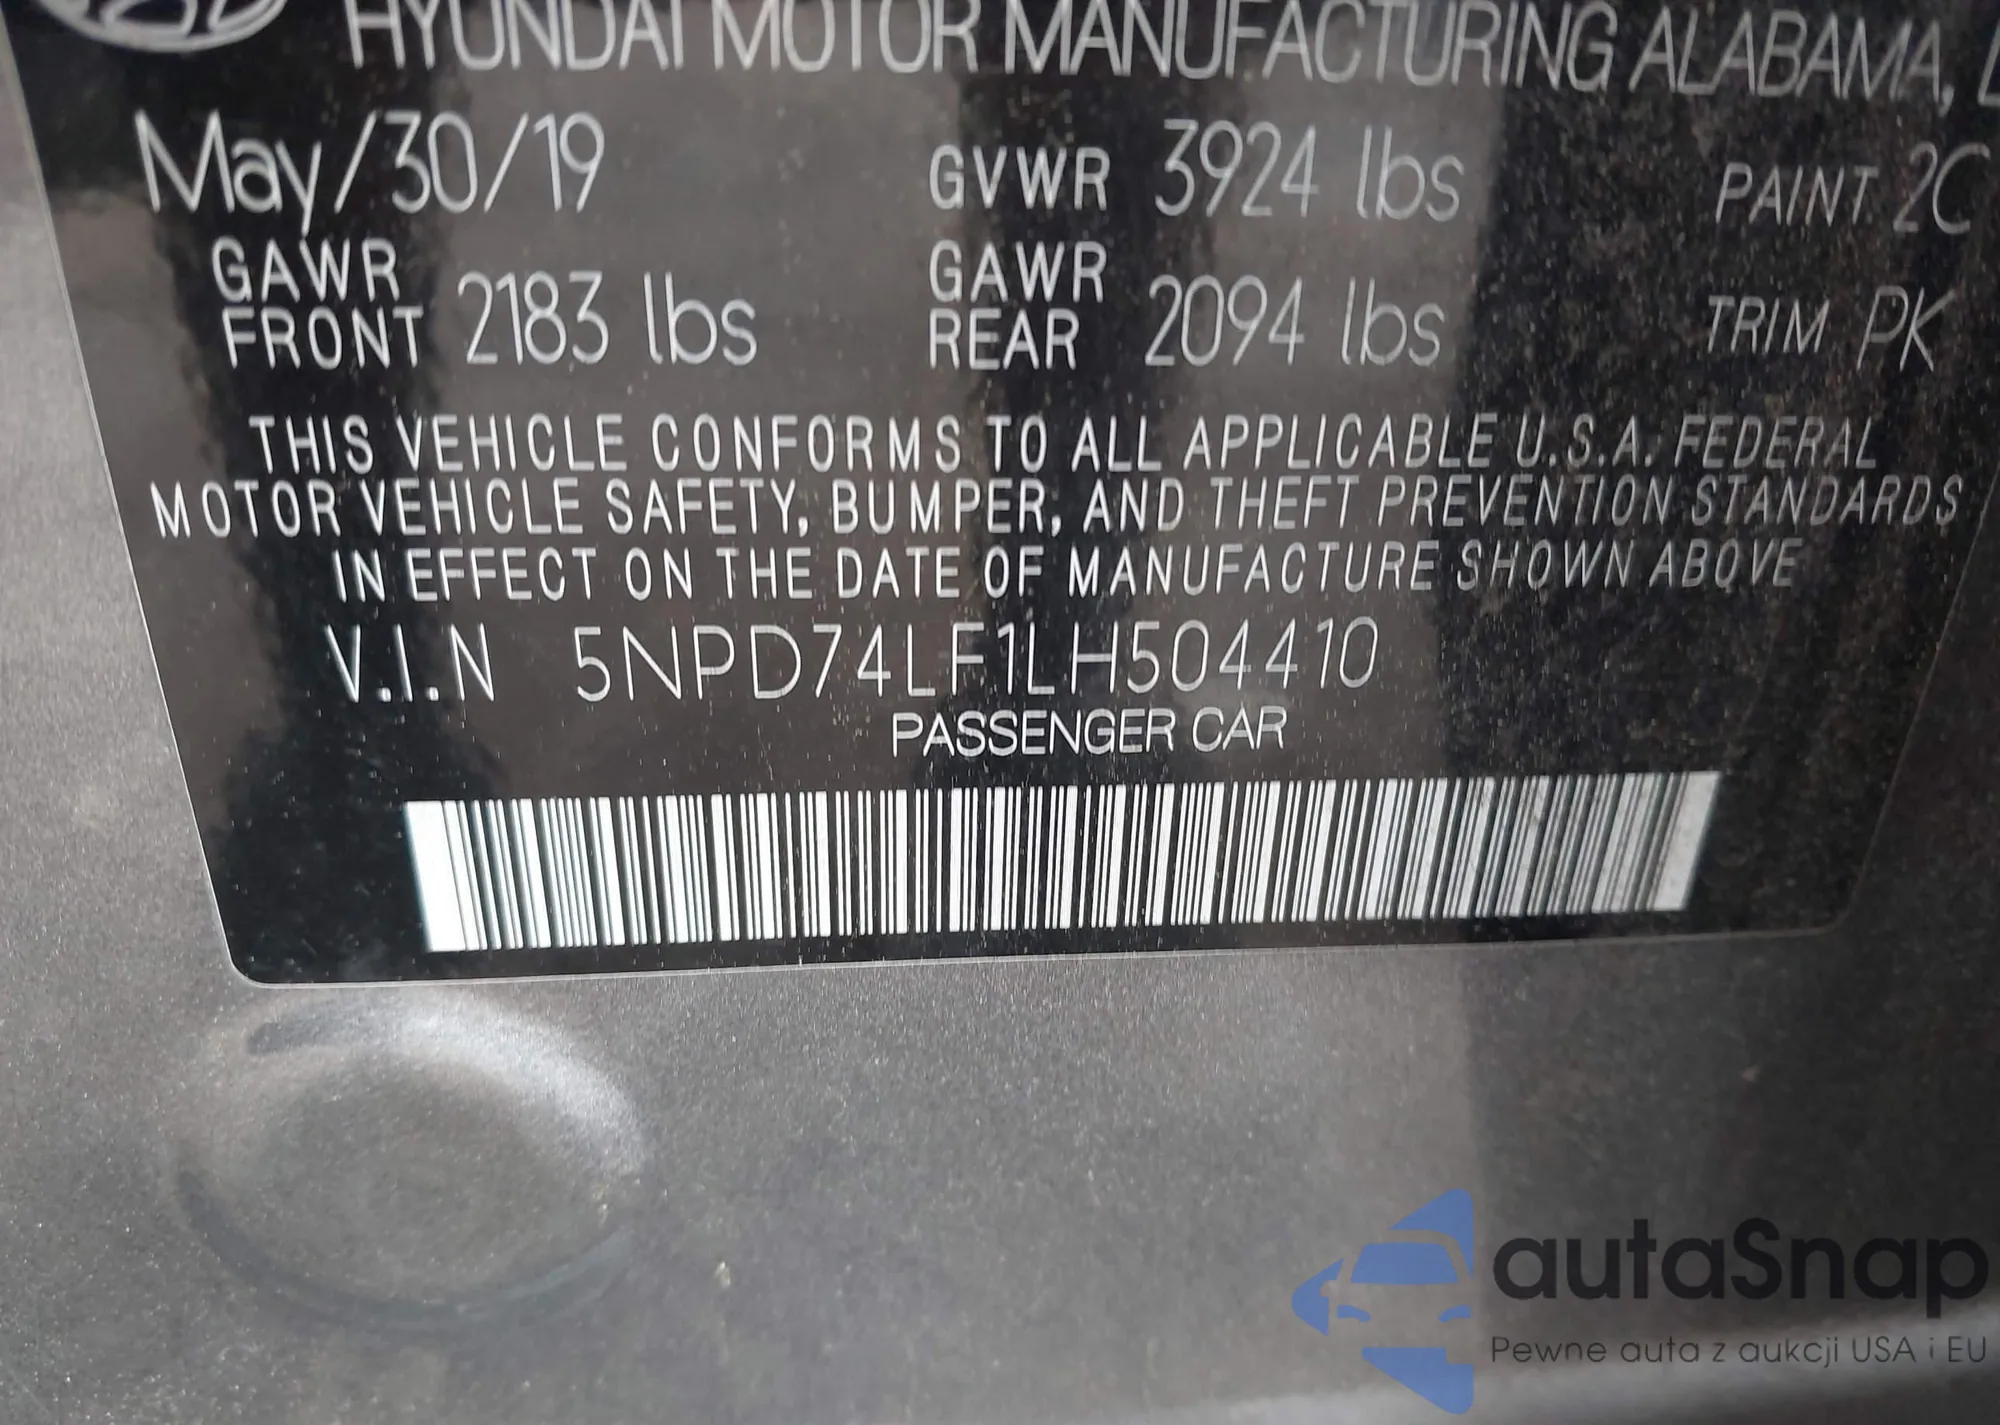 HYUNDAI MOTOR MANUFACTURING ALABAMA,
May/30/19 GVWR 3924 lbs PAINT 2C
GAWR FRONT 2183 lbs GAWR REAR 2094 lbs TRIM PK
THIS VEHICLE CONFORMS TO ALL APPLICABLE U.S.A. FEDERAL
MOTOR VEHICLE SAFETY, BUMPER, AND THEFT PREVENTION STANDARDS
IN EFFECT ON THE DATE OF MANUFACTURE SHOWN ABOVE
V.I.N 5NPD74LF1LH504410
PASSENGER CAR
autaSnap
Pewne auta z aukcji USA i EU